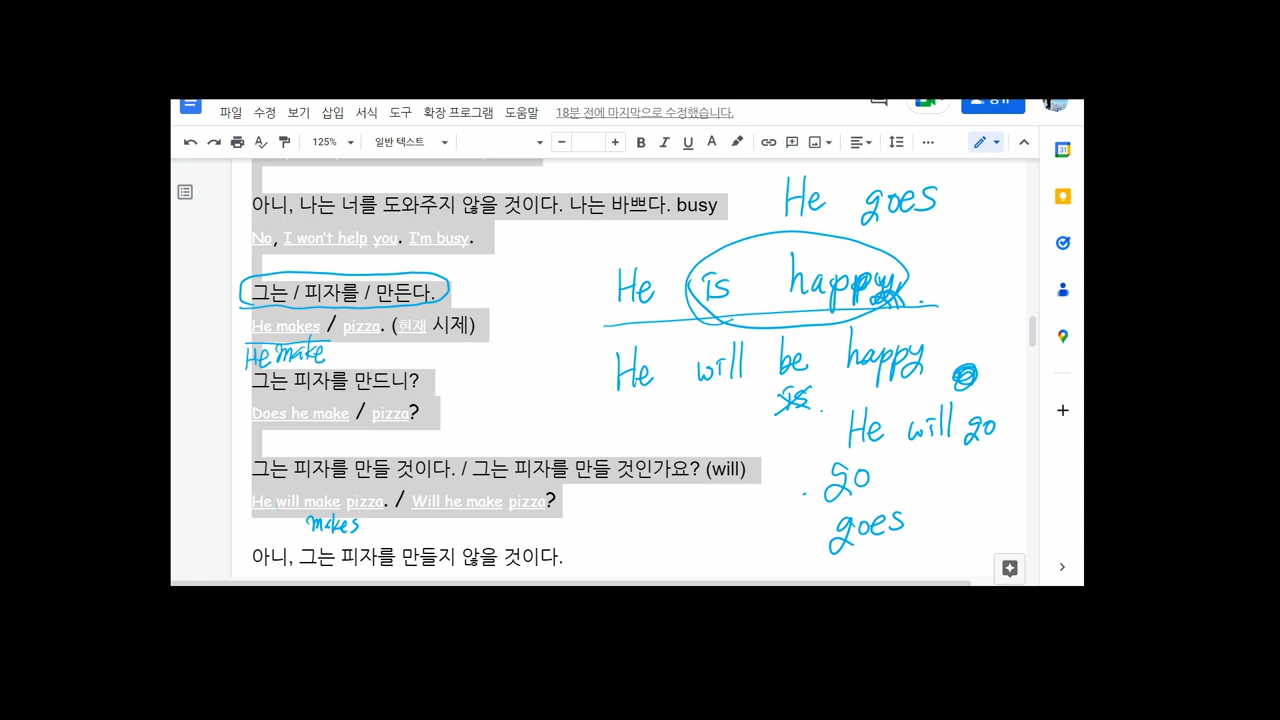 파일 수정 보기 삽입 서식 도구 확장 프로그램 도움말 18분 전에 마지막으로 수정했습니다.
125% 일반 텍스트 B I U A
아니, 나는 너를 도와주지 않을 것이다. 나는 바쁘다. busy
No, I won't help you. I'm busy.
He goes
He is happy.
그는 / 피자를 / 만든다.
He makes / pizza. (현재 시제)
He make
He will be happy
is.
그는 피자를 만드니?
Does he make / pizza?
He will go
그는 피자를 만들 것이다. / 그는 피자를 만들 것인가요? (will)
He will make pizza. / Will he make pizza?
makes
go
goes
아니, 그는 피자를 만들지 않을 것이다.